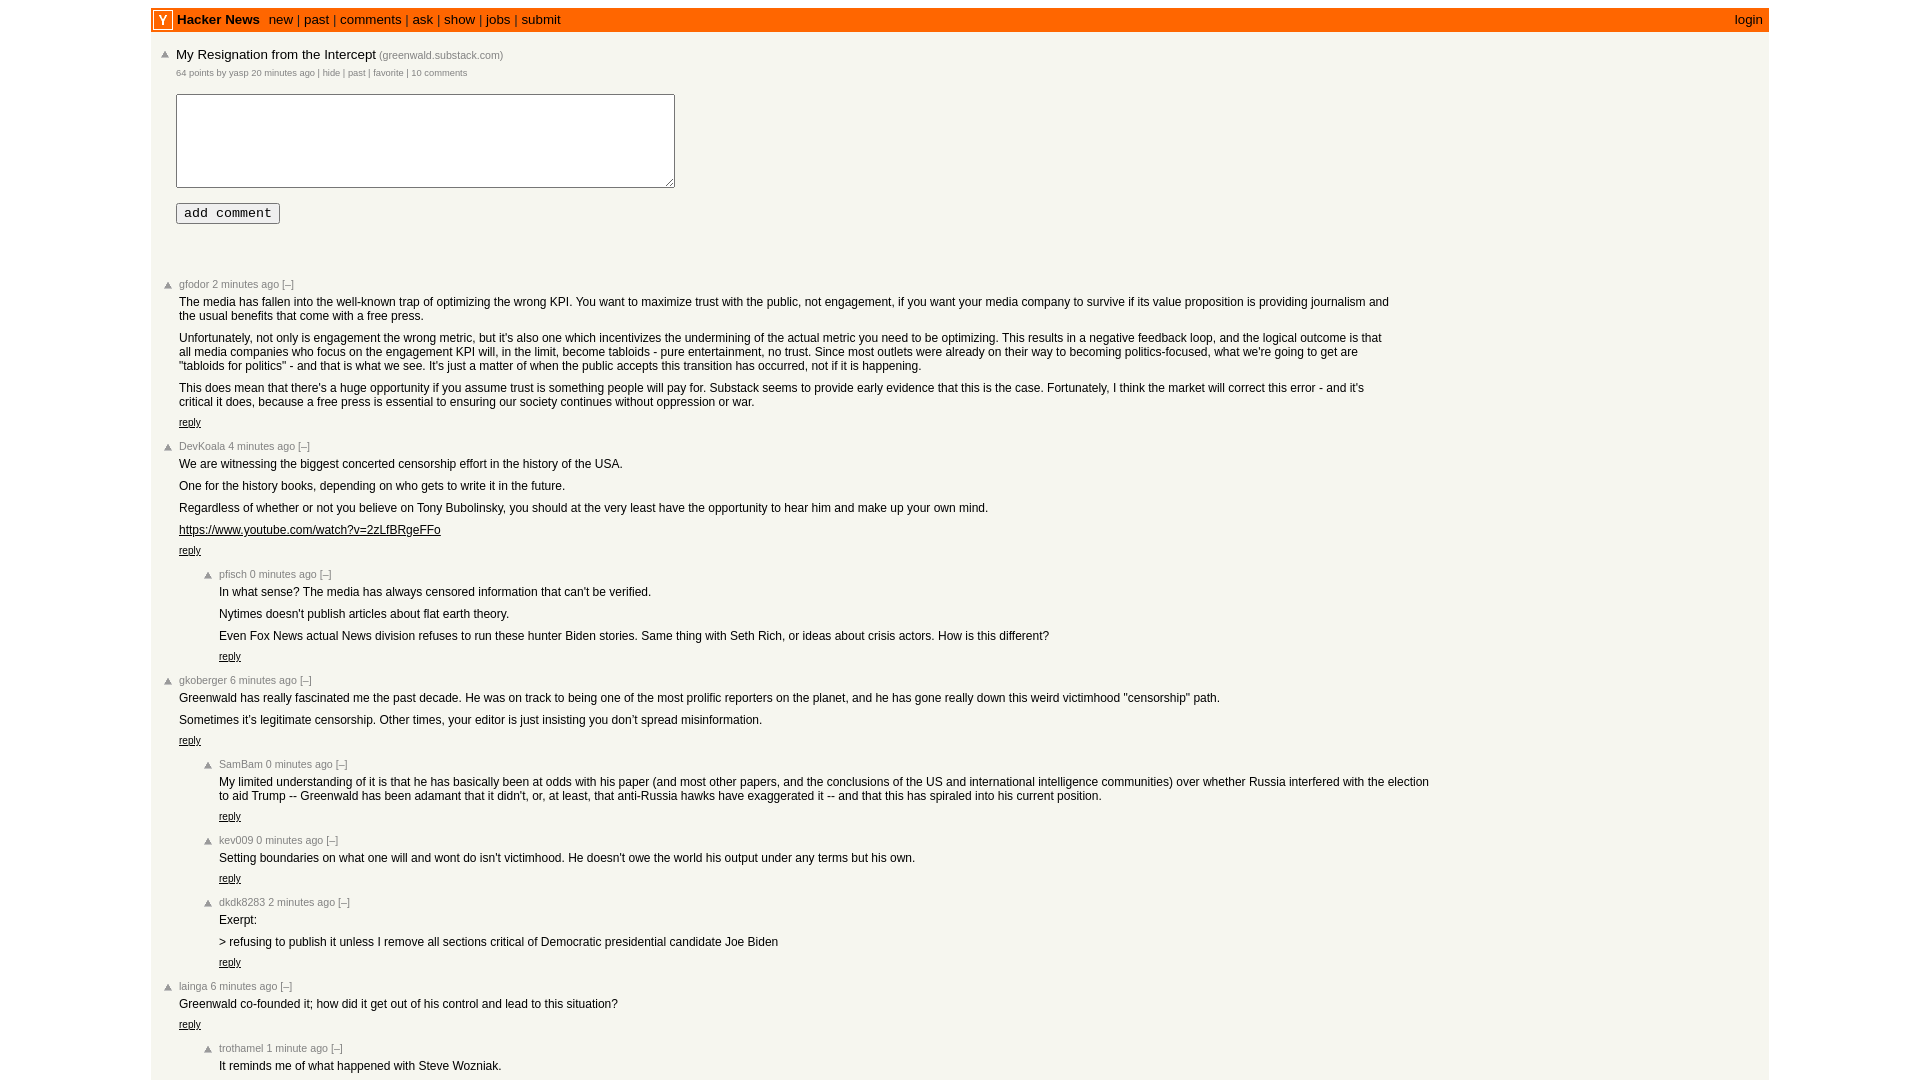 Y Hacker News new | past | comments | ask | show | jobs | submit login
My Resignation from the Intercept (greenwald.substack.com)
64 points by yasp 20 minutes ago | hide | past | favorite | 10 comments
add comment
gfodor 2 minutes ago [–]
The media has fallen into the well-known trap of optimizing the wrong KPI. You want to maximize trust with the public, not engagement, if you want your media company to survive if its value proposition is providing journalism and
the usual benefits that come with a free press.
Unfortunately, not only is engagement the wrong metric, but it's also one which incentivizes the undermining of the actual metric you need to be optimizing. This results in a negative feedback loop, and the logical outcome is that
all media companies who focus on the engagement KPI will, in the limit, become tabloids - pure entertainment, no trust. Since most outlets were already on their way to becoming politics-focused, what we're going to get are
"tabloids for politics" - and that is what we see. It's just a matter of when the public accepts this transition has occurred, not if it is happening.
This does mean that there's a huge opportunity if you assume trust is something people will pay for. Substack seems to provide early evidence that this is the case. Fortunately, I think the market will correct this error - and it's
critical it does, because a free press is essential to ensuring our society continues without oppression or war.
reply
DevKoala 4 minutes ago [–]
We are witnessing the biggest concerted censorship effort in the history of the USA.
One for the history books, depending on who gets to write it in the future.
Regardless of whether or not you believe on Tony Bubolinsky, you should at the very least have the opportunity to hear him and make up your own mind.
https://www.youtube.com/watch?v=2zLfBRgeFFo
reply
pfisch 0 minutes ago [–]
In what sense? The media has always censored information that can't be verified.
Nytimes doesn't publish articles about flat earth theory.
Even Fox News actual News division refuses to run these hunter Biden stories. Same thing with Seth Rich, or ideas about crisis actors. How is this different?
reply
gkoberger 6 minutes ago [–]
Greenwald has really fascinated me the past decade. He was on track to being one of the most prolific reporters on the planet, and he has gone really down this weird victimhood "censorship" path.
Sometimes it's legitimate censorship. Other times, your editor is just insisting you don't spread misinformation.
reply
SamBam 0 minutes ago [–]
My limited understanding of it is that he has basically been at odds with his paper (and most other papers, and the conclusions of the US and international intelligence communities) over whether Russia interfered with the election
to aid Trump -- Greenwald has been adamant that it didn't, or, at least, that anti-Russia hawks have exaggerated it -- and that this has spiraled into his current position.
reply
kev009 0 minutes ago [–]
Setting boundaries on what one will and wont do isn't victimhood. He doesn't owe the world his output under any terms but his own.
reply
dkdk8283 2 minutes ago [–]
Exerpt:
> refusing to publish it unless I remove all sections critical of Democratic presidential candidate Joe Biden
reply
lainga 6 minutes ago [–]
Greenwald co-founded it; how did it get out of his control and lead to this situation?
reply
trothamel 1 minute ago [–]
It reminds me of what happened with Steve Wozniak.